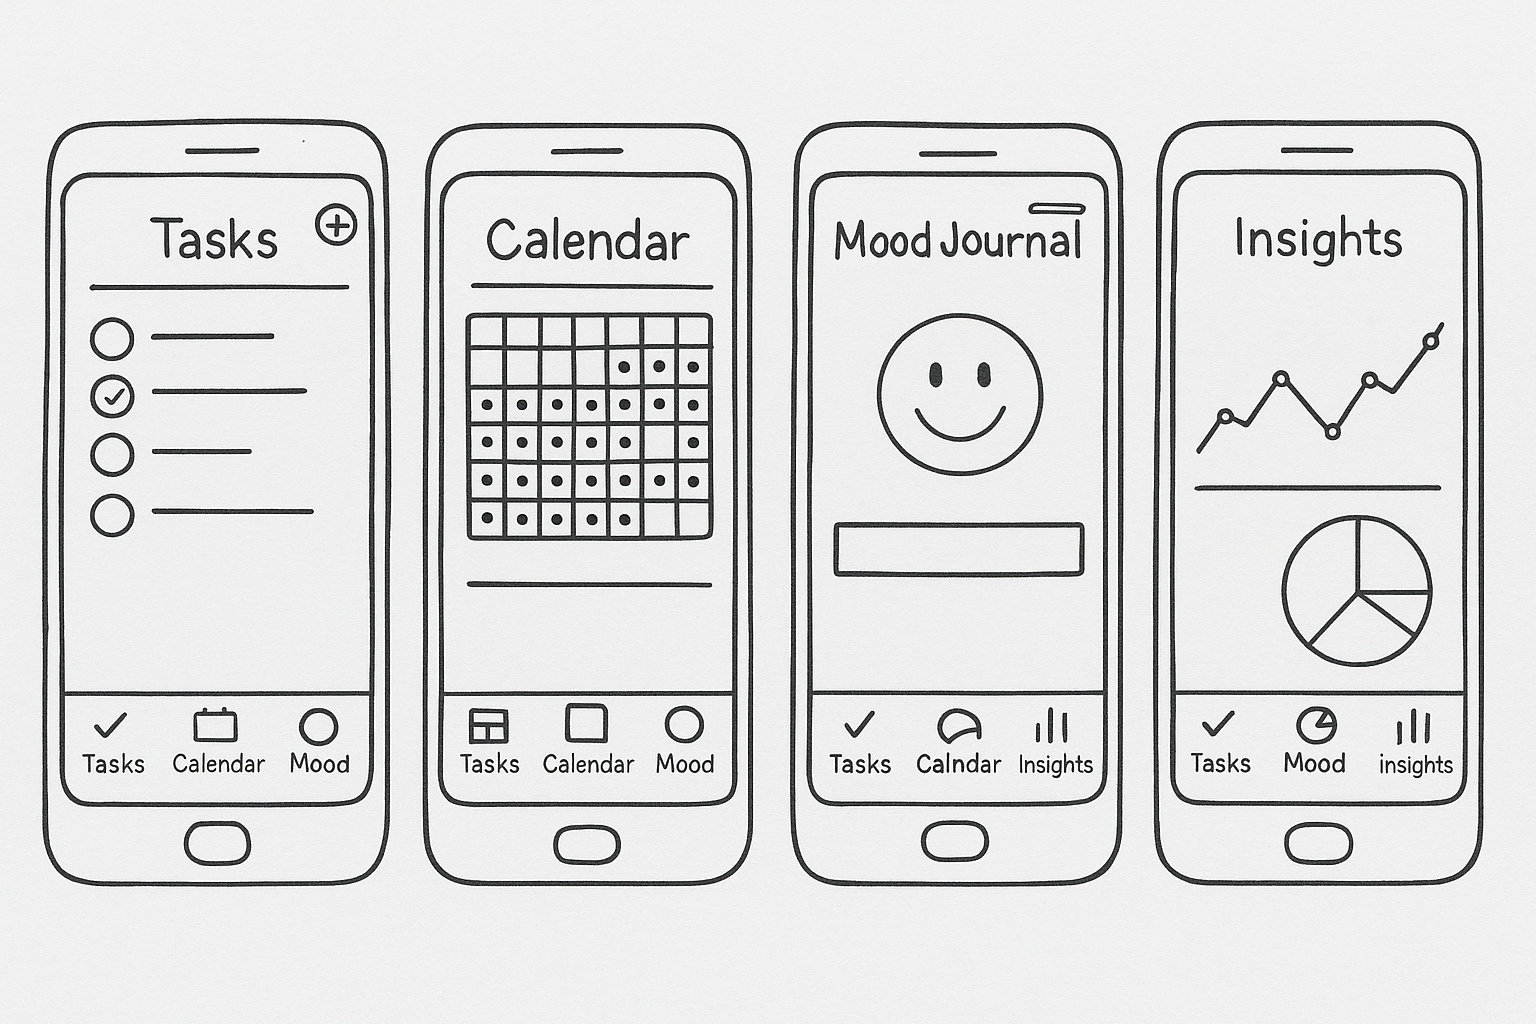 Tasks
Tasks Calendar Mood
Calendar
Tasks Calendar Mood
Mood Journal
Tasks Calndar Insights
Insights
Tasks Mood insights